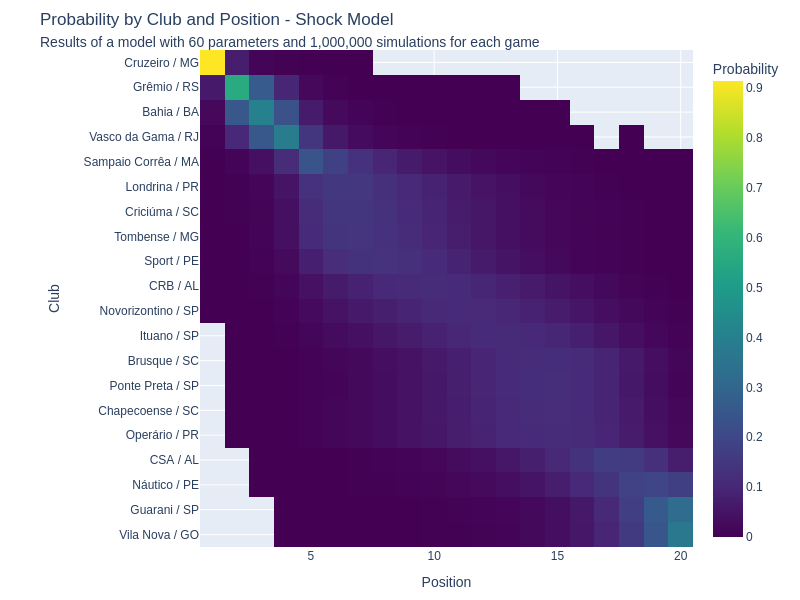 Probability by Club and Position - Shock Model
Results of a model with 60 parameters and 1,000,000 simulations for each game
Probability
Club
Cruzeiro / MG
Grêmio / RS
Bahia / BA
Vasco da Gama / RJ
Sampaio Corrêa / MA
Londrina / PR
Criciúma / SC
Tombense / MG
Sport / PE
CRB / AL
Novorizontino / SP
Ituano / SP
Brusque / SC
Ponte Preta / SP
Chapecoense / SC
Operário / PR
CSA / AL
Náutico / PE
Guarani / SP
Vila Nova / GO
5 10 15 20
Position
0.9
0.8
0.7
0.6
0.5
0.4
0.3
0.2
0.1
0